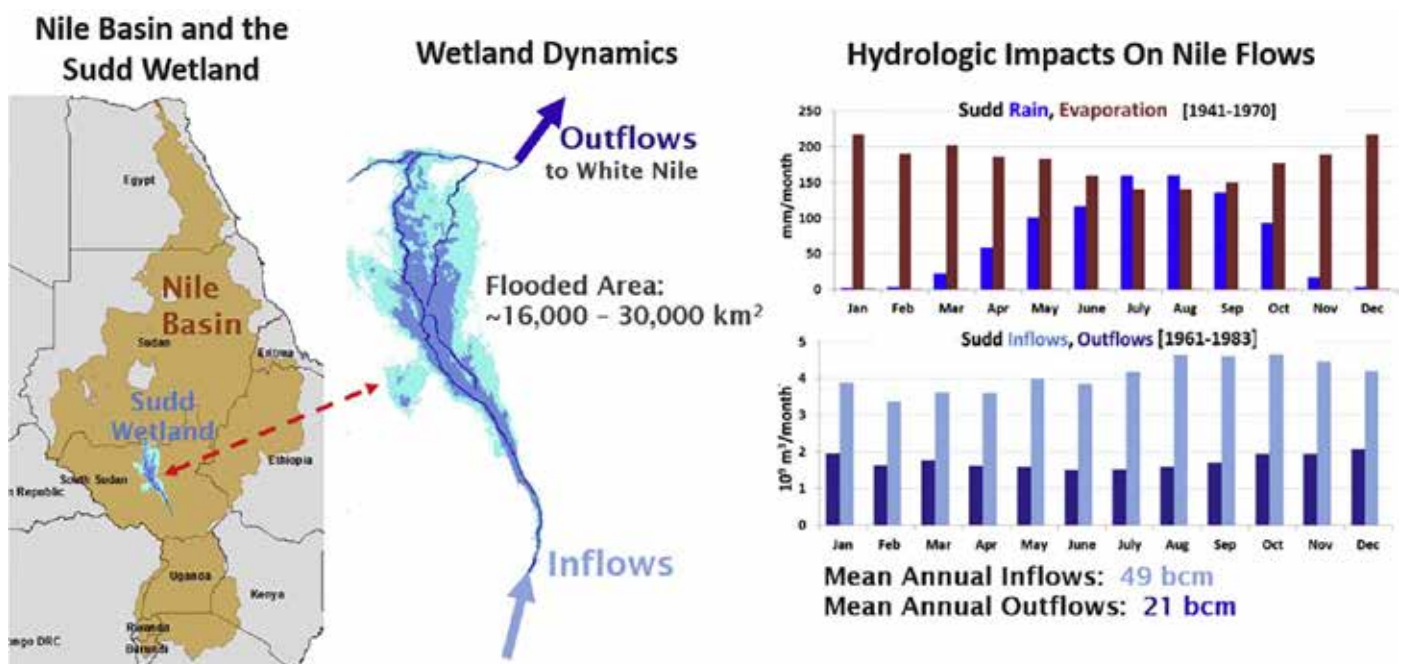 Nile Basin and the
Sudd Wetland
Egypt
Nile
Basin
Sudan
Eritrea
Sudd
Wetland
South Sudan
Ethiopia
n Republic
Uganda
Kenya
Rwanda
Burundi
ongo DRC
Wetland Dynamics
Outflows
to White Nile
Flooded Area:
~16,000 – 30,000 km²
Inflows
Hydrologic Impacts On Nile Flows
Sudd Rain, Evaporation [1941-1970]
mm/month
250
200
150
100
50
0
Jan Feb Mar Apr May June July Aug Sep Oct Nov Dec
Sudd Inflows, Outflows [1961-1983]
10⁹ m³/month
5
4
3
2
1
0
Jan Feb Mar Apr May June July Aug Sep Oct Nov Dec
Mean Annual Inflows: 49 bcm
Mean Annual Outflows: 21 bcm